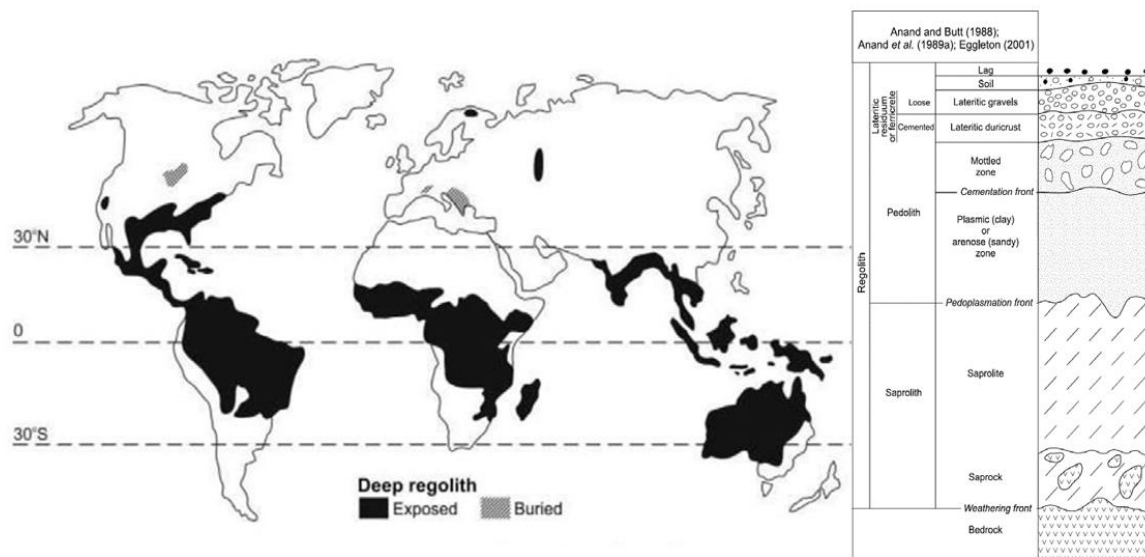 30°N
0
30°S
Deep regolith
Exposed
Buried
Anand and Butt (1988);
Anand et al. (1989a); Eggleton (2001)
Regolith
Lateritic
residuum
or ferricrete
Pedolith
Saprolith
Loose
Cemented
Lag
Soil
Lateritic gravels
Lateritic duricrust
Mottled
zone
Cementation front
Plasmic (clay)
or
arenose (sandy)
zone
Pedoplasmation front
Saprolite
Saprock
Weathering front
Bedrock